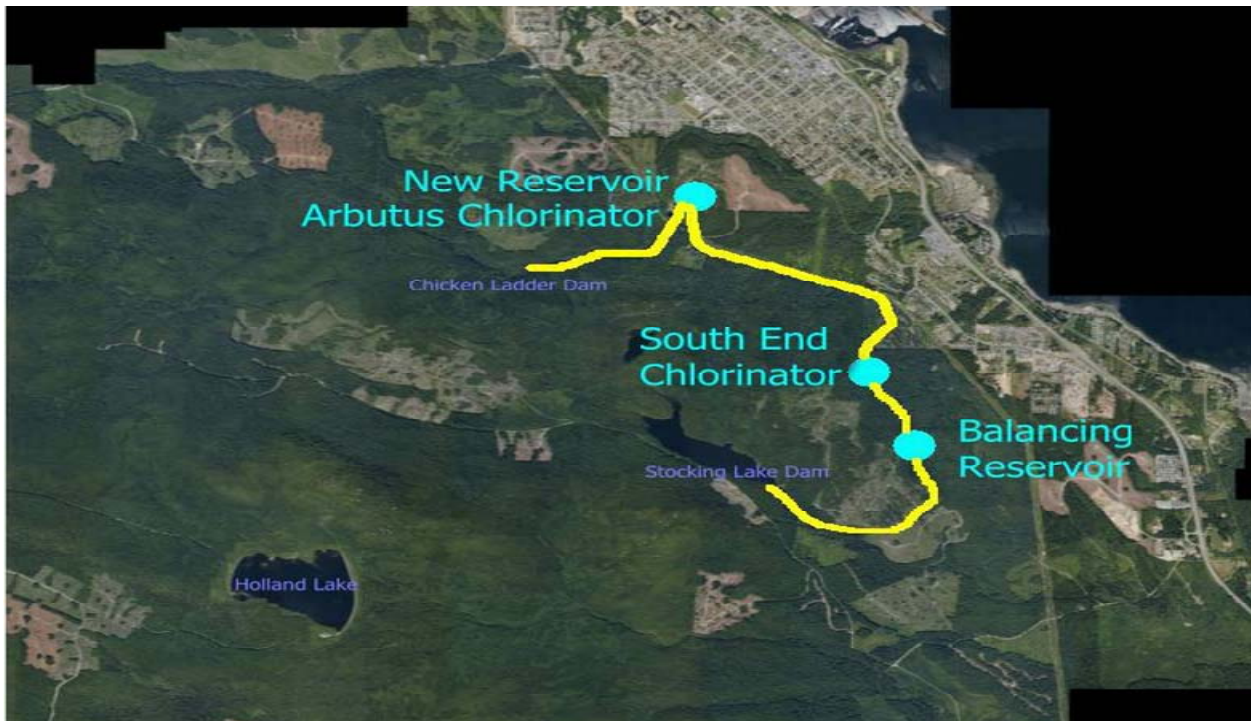 New Reservoir
Arbutus Chlorinator
Chicken Ladder Dam
South End
Chlorinator
Balancing
Reservoir
Stocking Lake Dam
Holland Lake